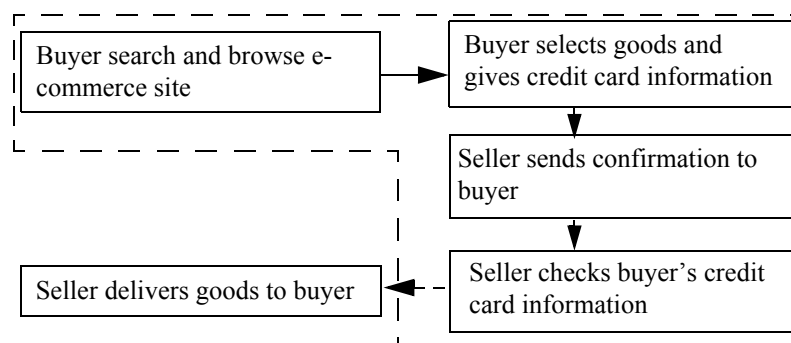 Buyer search and browse e-
commerce site
Buyer selects goods and
gives credit card information
Seller sends confirmation to
buyer
Seller checks buyer’s credit
card information
Seller delivers goods to buyer